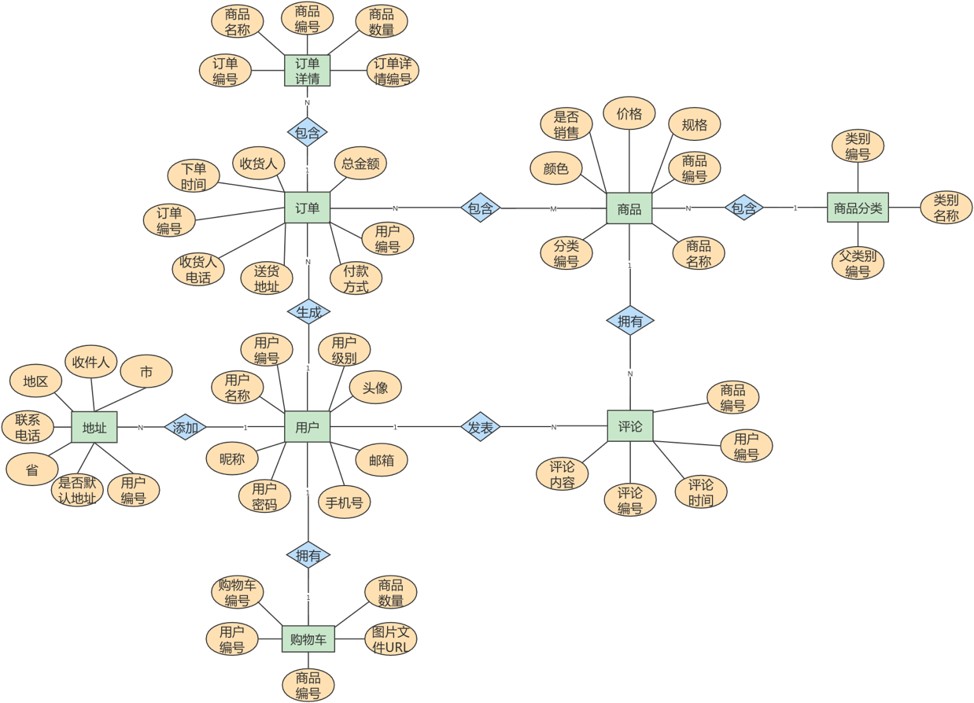 商品
名称
商品
编号
商品
数量
订单
编号
订单
详情
订单详
情编号
N
包含
1
下单
时间
收货人
总金额
订单
编号
订单
用户
编号
收货人
电话
送货
地址
付款
方式
N
包含
M
是否
销售
价格
规格
颜色
商品
编号
商品
分类
编号
商品
名称
N
包含
1
类别
编号
商品分类
类别
名称
父类别
编号
N
生成
1
1
拥有
N
用户
编号
用户
级别
用户
名称
头像
用户
昵称
邮箱
用户
密码
手机号
地区
收件人
市
联系
电话
地址
省
是否默
认地址
用户
编号
N
添加
1
1
发表
N
商品
编号
评论
用户
编号
评论
内容
评论
编号
评论
时间
1
拥有
1
购物车
编号
商品
数量
用户
编号
购物车
图片文
件URL
商品
编号